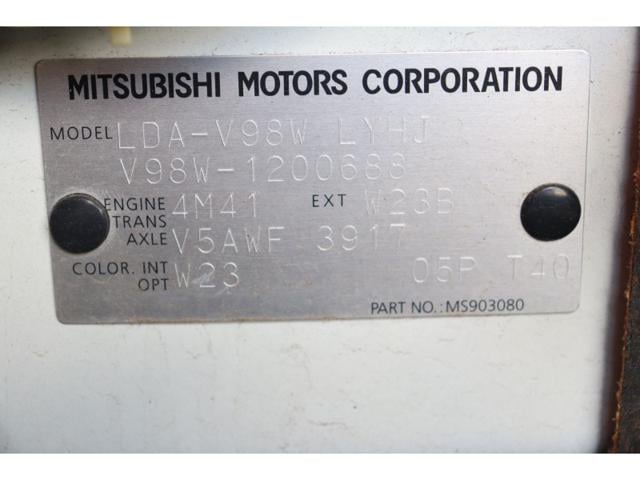 MITSUBISHI MOTORS CORPORATION
MODEL LDA-V98W LYHJ
V98W-1200688
ENGINE 4M41 EXT W23B
TRANS
AXLE V5AWF 3917
COLOR. INT W23 05P T40
OPT
PART NO.: MS903080